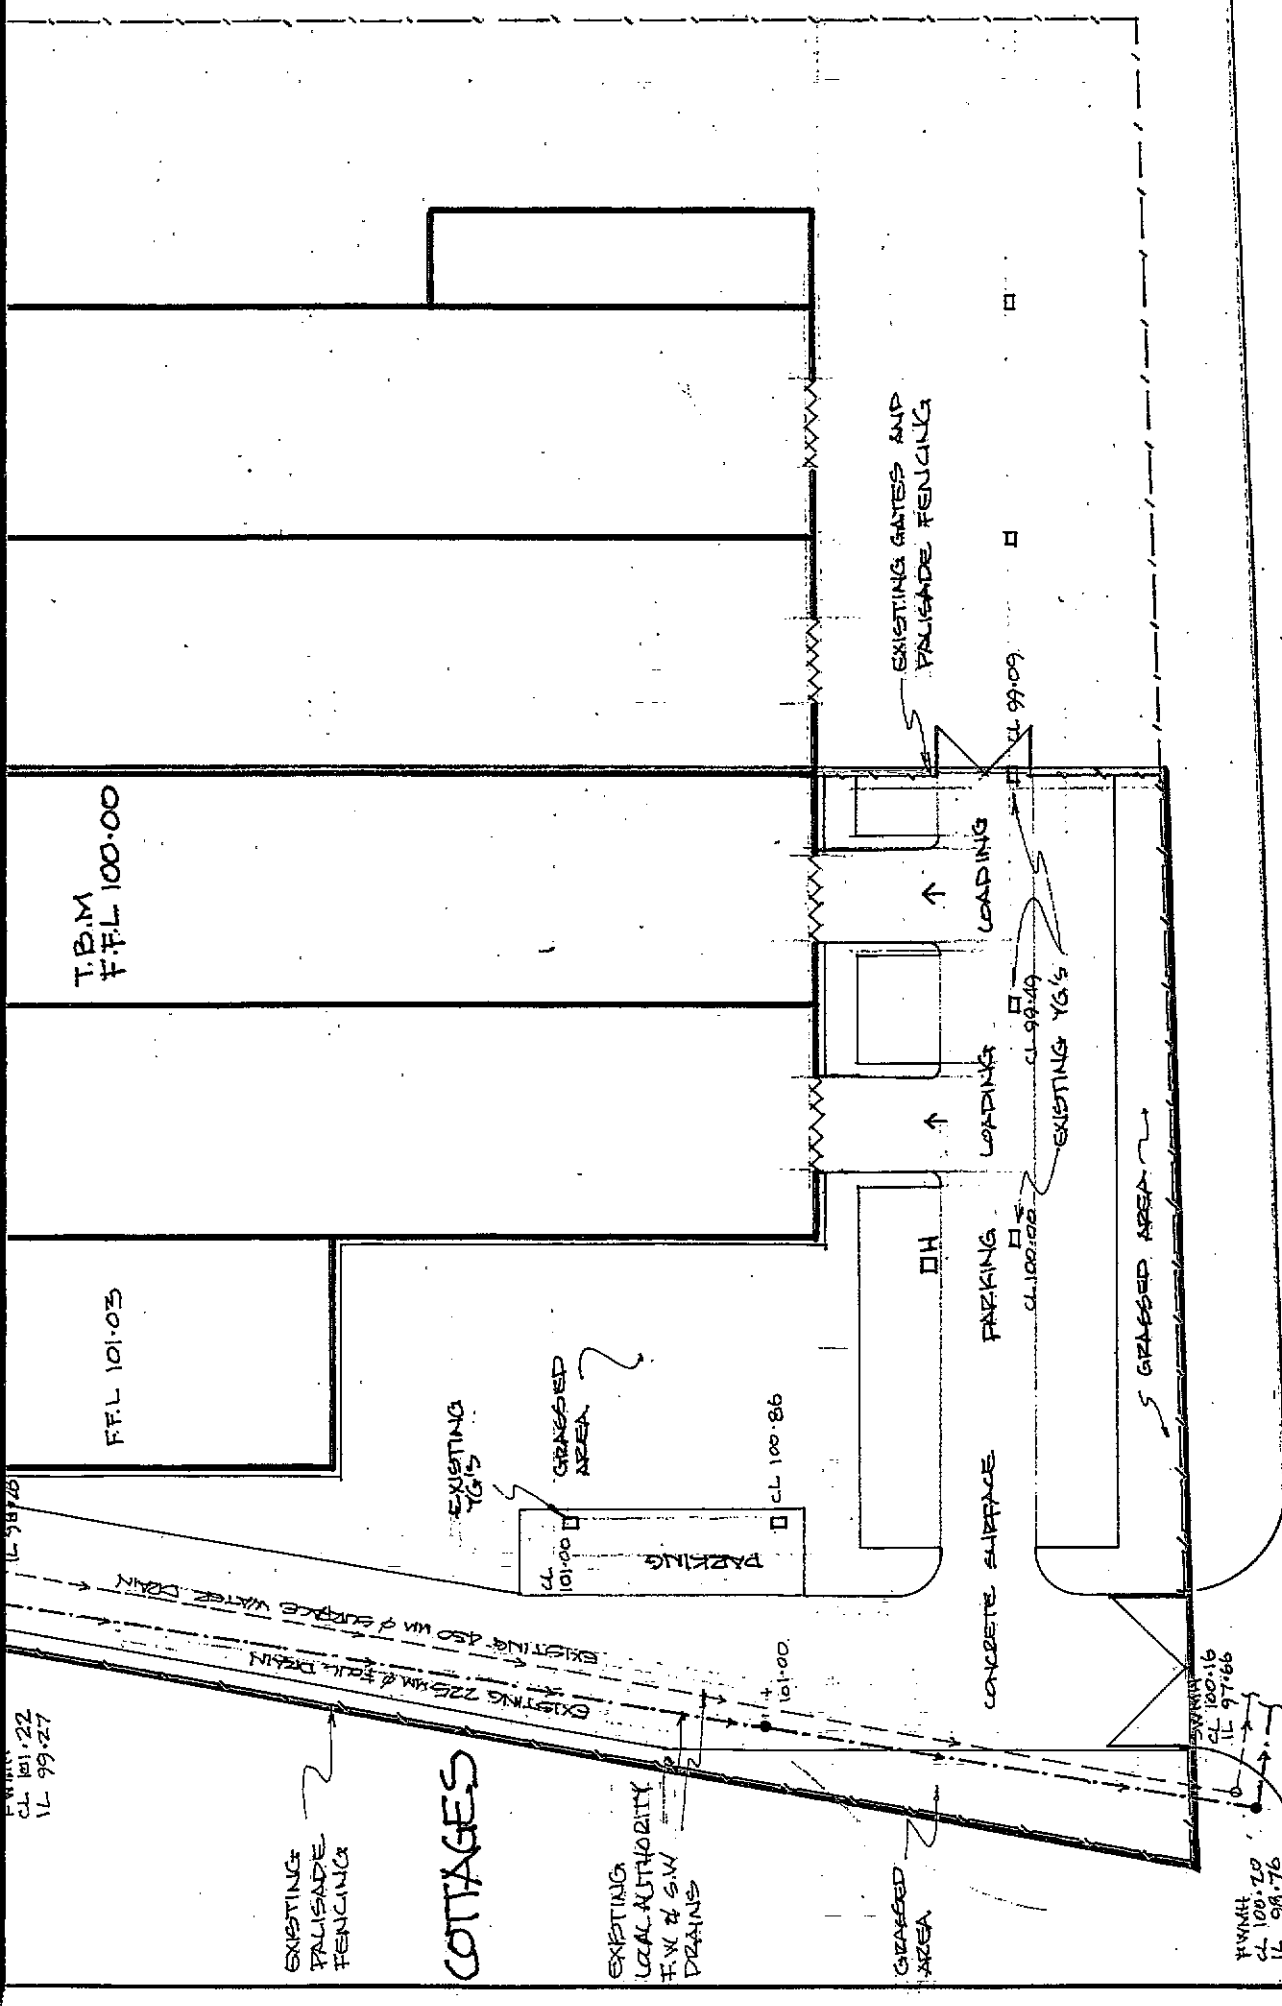 T.B.M
F.F.L 100.00
F.F.L 101.03
EXISTING GATES AND
PALISADE FENCING
CL 99.09
LOADING
LOADING
CL 99.49
EXISTING YG'S
PARKING
CL 100.00
H
GRASSED AREA
EXISTING
YG'S
GRASSED
AREA
CL 100.86
CL
101.00
PARKING
CONCRETE SURFACE
EXISTING 450 MM Ø SURFACE WATER DRAIN
EXISTING 225 MM Ø FOUL DRAIN
101.00
CL 101.22
IL 99.27
EXISTING
PALISADE
FENCING
COTTAGES
EXISTING
LOCAL AUTHORITY
F.W & S.W
DRAINS
GRASSED
AREA
SWMH
CL 100.16
IL 97.66
FWMH
CL 100.20
IL 98.76